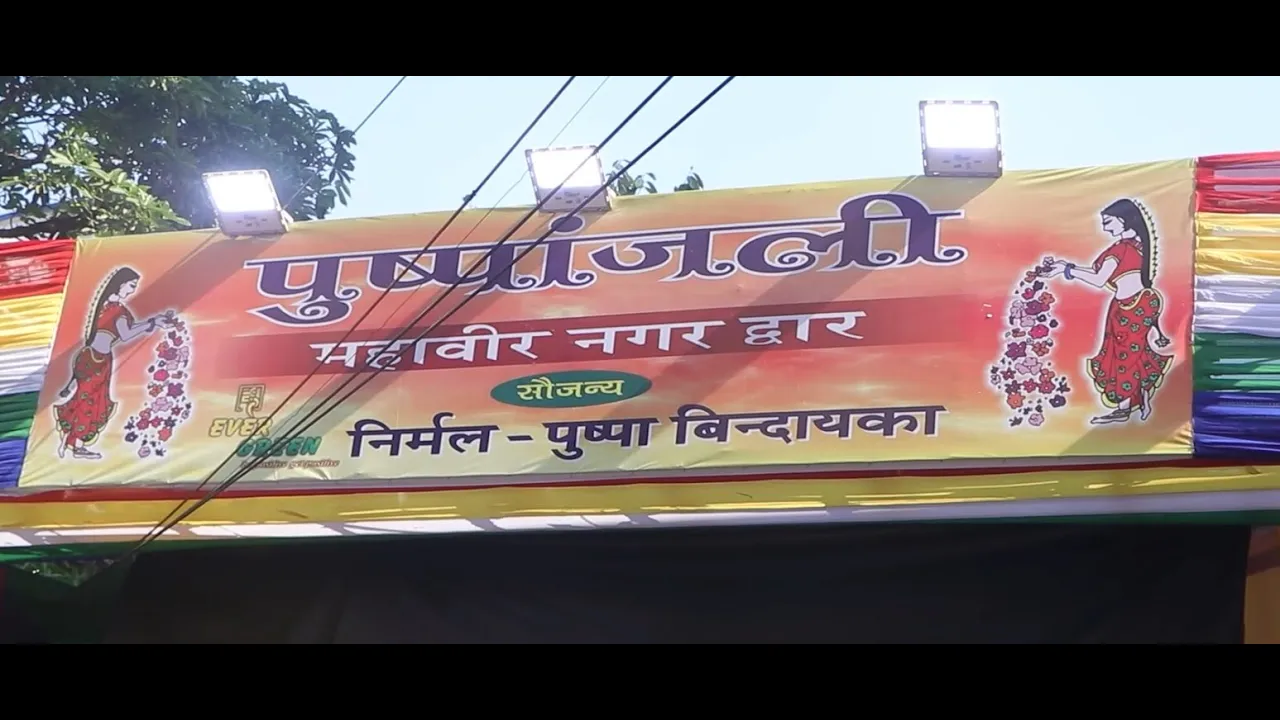 पुष्पांजली
महावीर नगर द्वार
सौजन्य
EVER
GREEN
निर्मल - पुष्पा बिन्दायका